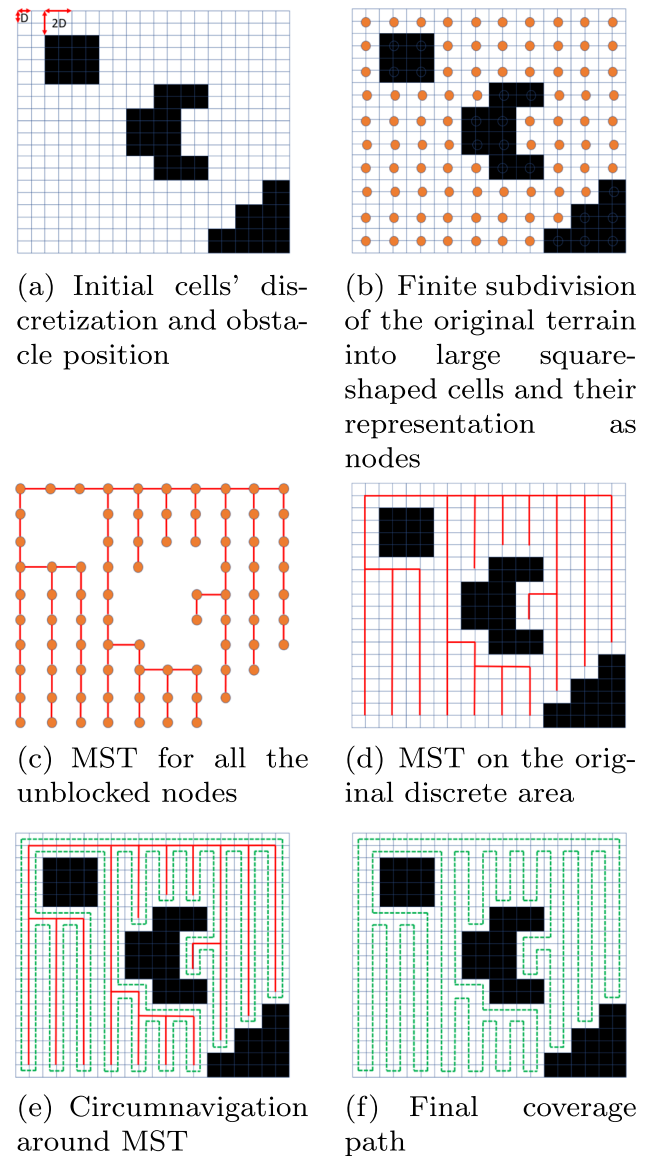 D
2D
(a) Initial cells' dis-
cretization and obsta-
cle position
(b) Finite subdivision
of the original terrain
into large square-
shaped cells and their
representation as
nodes
(c) MST for all the
unblocked nodes
(d) MST on the orig-
inal discrete area
(e) Circumnavigation
around MST
(f) Final coverage
path